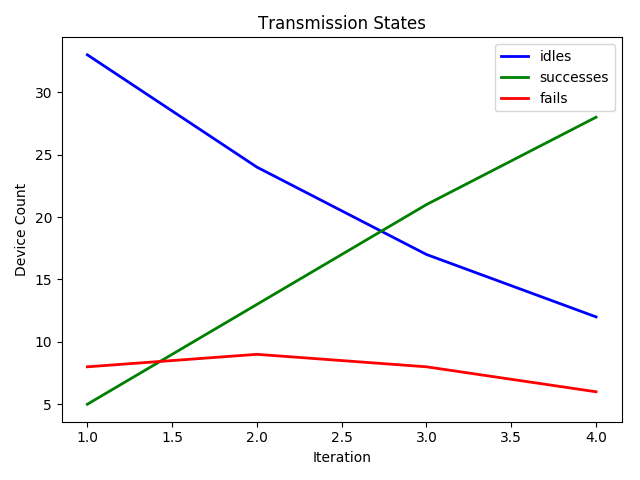 Transmission States
idles
successes
fails
Device Count
30
25
20
15
10
5
1.0 1.5 2.0 2.5 3.0 3.5 4.0
Iteration